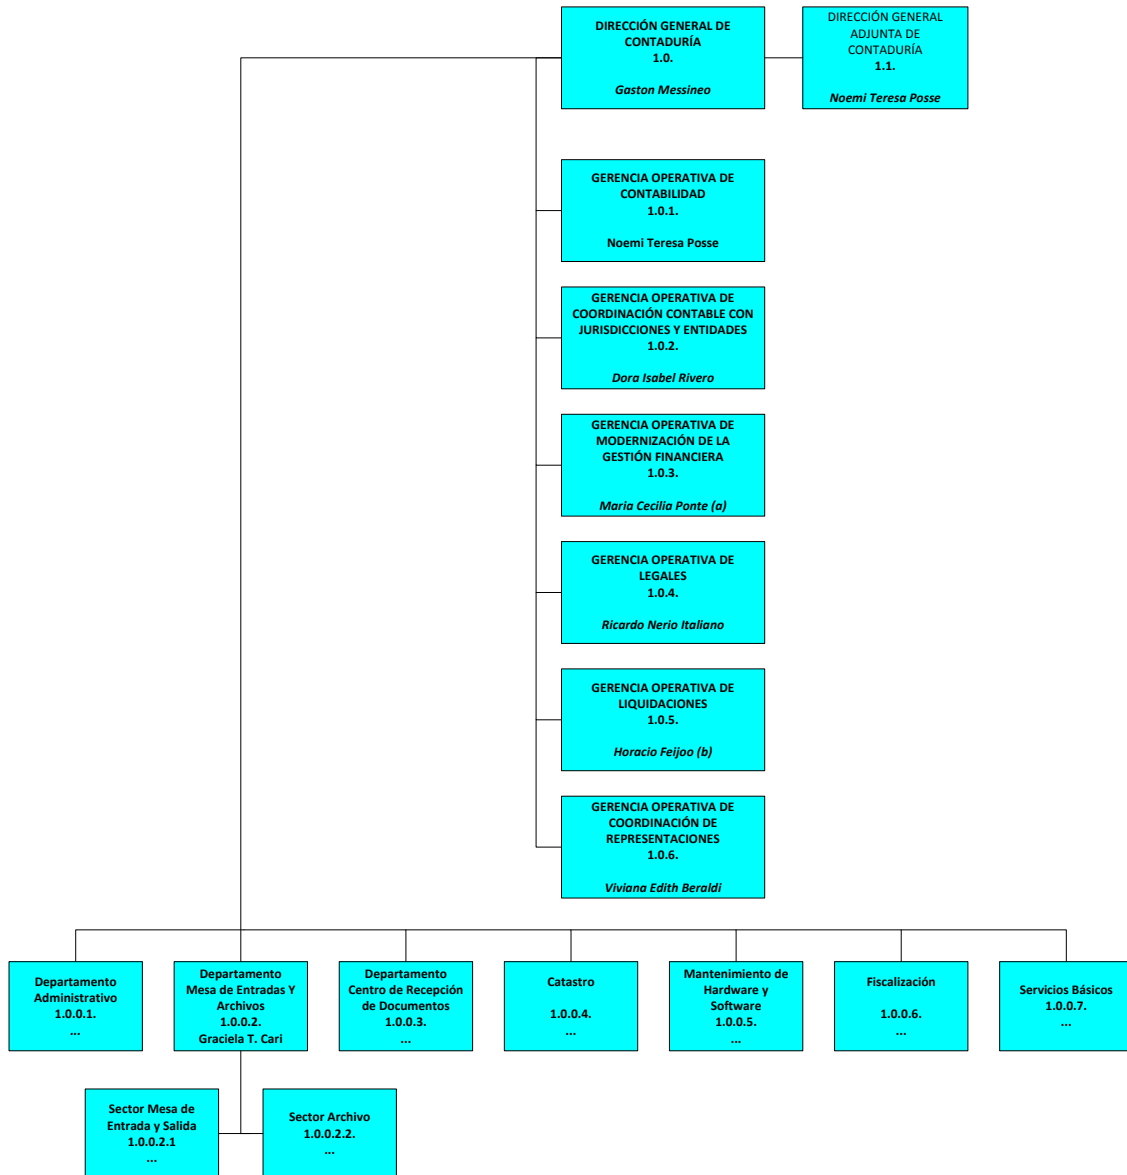 DIRECCIÓN GENERAL DE
CONTADURÍA
1.0.
Gaston Messineo
DIRECCIÓN GENERAL
ADJUNTA DE
CONTADURÍA
1.1.
Noemi Teresa Posse
GERENCIA OPERATIVA DE
CONTABILIDAD
1.0.1.
Noemi Teresa Posse
GERENCIA OPERATIVA DE
COORDINACIÓN CONTABLE CON
JURISDICCIONES Y ENTIDADES
1.0.2.
Dora Isabel Rivero
GERENCIA OPERATIVA DE
MODERNIZACIÓN DE LA
GESTIÓN FINANCIERA
1.0.3.
Maria Cecilia Ponte (a)
GERENCIA OPERATIVA DE
LEGALES
1.0.4.
Ricardo Nerio Italiano
GERENCIA OPERATIVA DE
LIQUIDACIONES
1.0.5.
Horacio Feijoo (b)
GERENCIA OPERATIVA DE
COORDINACIÓN DE
REPRESENTACIONES
1.0.6.
Viviana Edith Beraldi
Departamento
Administrativo
1.0.0.1.
...
Departamento
Mesa de Entradas Y
Archivos
1.0.0.2.
Graciela T. Cari
Departamento
Centro de Recepción
de Documentos
1.0.0.3.
...
Catastro
1.0.0.4.
...
Mantenimiento de
Hardware y
Software
1.0.0.5.
...
Fiscalización
1.0.0.6.
...
Servicios Básicos
1.0.0.7.
...
Sector Mesa de
Entrada y Salida
1.0.0.2.1
...
Sector Archivo
1.0.0.2.2.
...